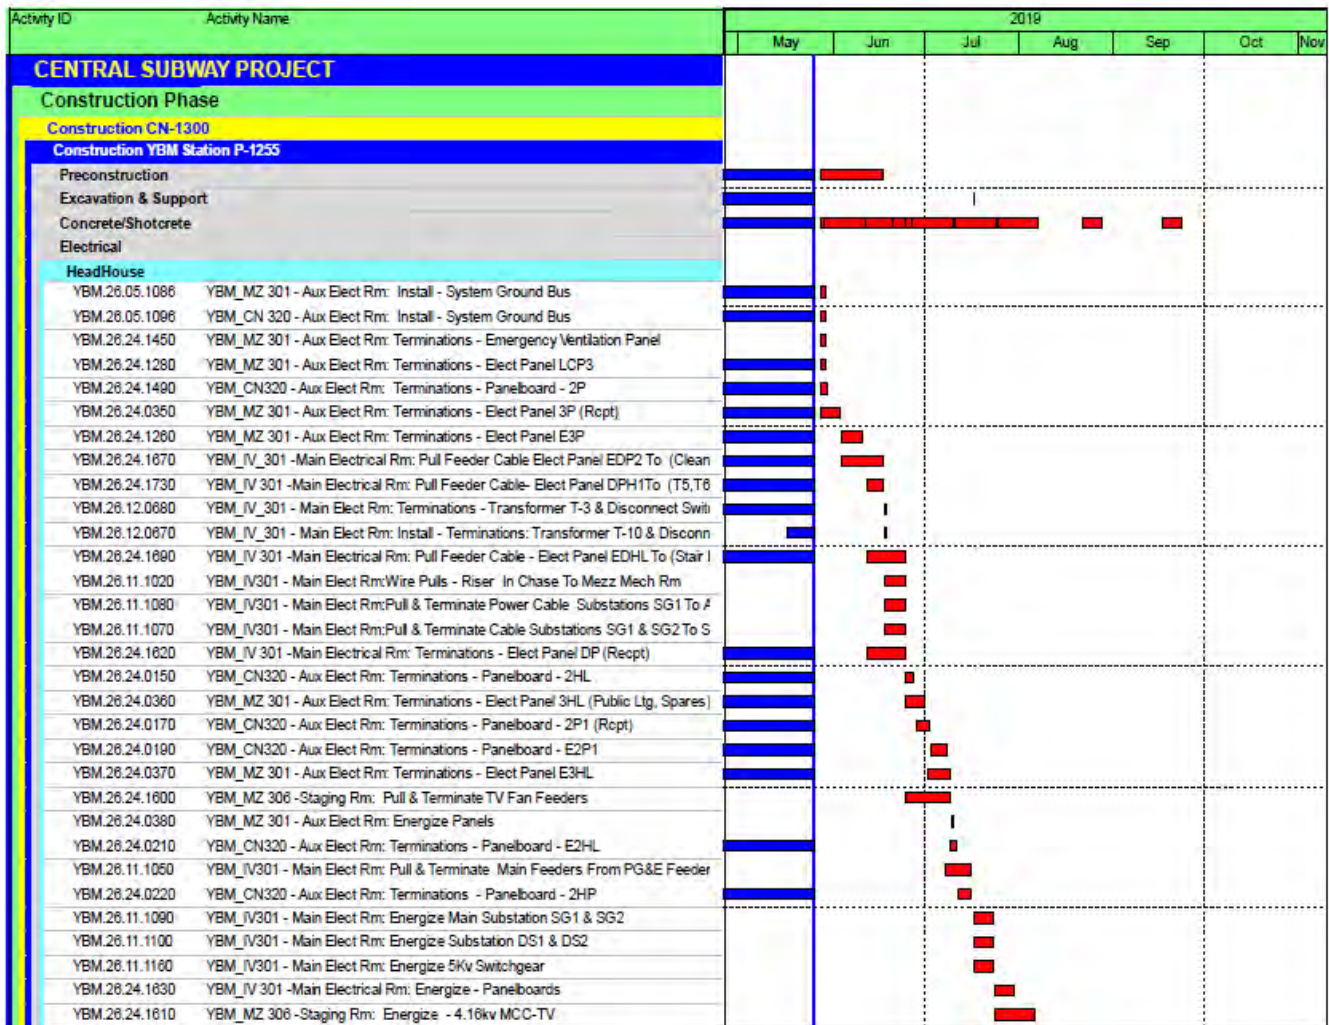 Activity ID Activity Name 2019
May Jun Jul Aug Sep Oct Nov
CENTRAL SUBWAY PROJECT
Construction Phase
Construction CN-1300
Construction YBM Station P-1255
Preconstruction
Excavation & Support
Concrete/Shotcrete
Electrical
HeadHouse
YBM.26.05.1086 YBM_MZ 301 - Aux Elect Rm: Install - System Ground Bus
YBM.26.05.1096 YBM_CN 320 - Aux Elect Rm: Install - System Ground Bus
YBM.26.24.1450 YBM_MZ 301 - Aux Elect Rm: Terminations - Emergency Ventilation Panel
YBM.26.24.1280 YBM_MZ 301 - Aux Elect Rm: Terminations - Elect Panel LCP3
YBM.26.24.1490 YBM_CN320 - Aux Elect Rm: Terminations - Panelboard - 2P
YBM.26.24.0350 YBM_MZ 301 - Aux Elect Rm: Terminations - Elect Panel 3P (Rcpt)
YBM.26.24.1260 YBM_MZ 301 - Aux Elect Rm: Terminations - Elect Panel E3P
YBM.26.24.1670 YBM_IV_301 -Main Electrical Rm: Pull Feeder Cable Elect Panel EDP2 To (Clean
YBM.26.24.1730 YBM_IV 301 -Main Electrical Rm: Pull Feeder Cable- Elect Panel DPH1To (T5,T6
YBM.26.12.0680 YBM_IV_301 - Main Elect Rm: Terminations - Transformer T-3 & Disconnect Swit
YBM.26.12.0670 YBM_IV_301 - Main Elect Rm: Install - Terminations: Transformer T-10 & Disconn
YBM.26.24.1690 YBM_IV 301 -Main Electrical Rm: Pull Feeder Cable - Elect Panel EDHL To (Stair
YBM.26.11.1020 YBM_IV301 - Main Elect Rm:Wire Pulls - Riser In Chase To Mezz Mech Rm
YBM.26.11.1080 YBM_IV301 - Main Elect Rm:Pull & Terminate Power Cable Substations SG1 To
YBM.26.11.1070 YBM_IV301 - Main Elect Rm:Pull & Terminate Cable Substations SG1 & SG2 To S
YBM.26.24.1620 YBM_IV 301 -Main Electrical Rm: Terminations - Elect Panel DP (Recpt)
YBM.26.24.0150 YBM_CN320 - Aux Elect Rm: Terminations - Panelboard - 2HL
YBM.26.24.0360 YBM_MZ 301 - Aux Elect Rm: Terminations - Elect Panel 3HL (Public Ltg, Spares)
YBM.26.24.0170 YBM_CN320 - Aux Elect Rm: Terminations - Panelboard - 2P1 (Rcpt)
YBM.26.24.0190 YBM_CN320 - Aux Elect Rm: Terminations - Panelboard - E2P1
YBM.26.24.0370 YBM_MZ 301 - Aux Elect Rm: Terminations - Elect Panel E3HL
YBM.26.24.1600 YBM_MZ 306 -Staging Rm: Pull & Terminate TV Fan Feeders
YBM.26.24.0380 YBM_MZ 301 - Aux Elect Rm: Energize Panels
YBM.26.24.0210 YBM_CN320 - Aux Elect Rm: Terminations - Panelboard - E2HL
YBM.26.11.1050 YBM_IV301 - Main Elect Rm: Pull & Terminate Main Feeders From PG&E Feeder
YBM.26.24.0220 YBM_CN320 - Aux Elect Rm: Terminations - Panelboard - 2HP
YBM.26.11.1090 YBM_IV301 - Main Elect Rm: Energize Main Substation SG1 & SG2
YBM.26.11.1100 YBM_IV301 - Main Elect Rm: Energize Substation DS1 & DS2
YBM.26.11.1160 YBM_IV301 - Main Elect Rm: Energize 5Kv Switchgear
YBM.26.24.1630 YBM_IV 301 -Main Electrical Rm: Energize - Panelboards
YBM.26.24.1610 YBM_MZ 306 -Staging Rm: Energize - 4.16kv MCC-TV